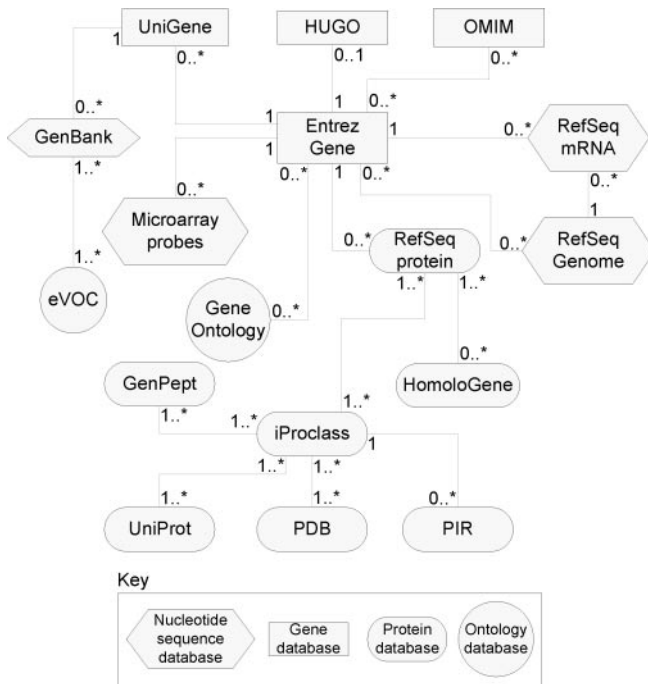 UniGene
HUGO
OMIM
1
0..*
0..1
0..*
0..*
1
1
0..*
GenBank
Entrez
Gene
1
0..*
RefSeq
mRNA
1..*
1
0..*
1
0..*
0..*
0..*
1
Microarray
probes
0..*
RefSeq
protein
0..*
RefSeq
Genome
1..*
eVOC
Gene
Ontology
0..*
1..*
1..*
0..*
GenPept
HomoloGene
1..*
1..*
1..*
iProclass
1
1..*
1..*
1..*
1..*
0..*
UniProt
PDB
PIR
Key
Nucleotide
sequence
database
Gene
database
Protein
database
Ontology
database